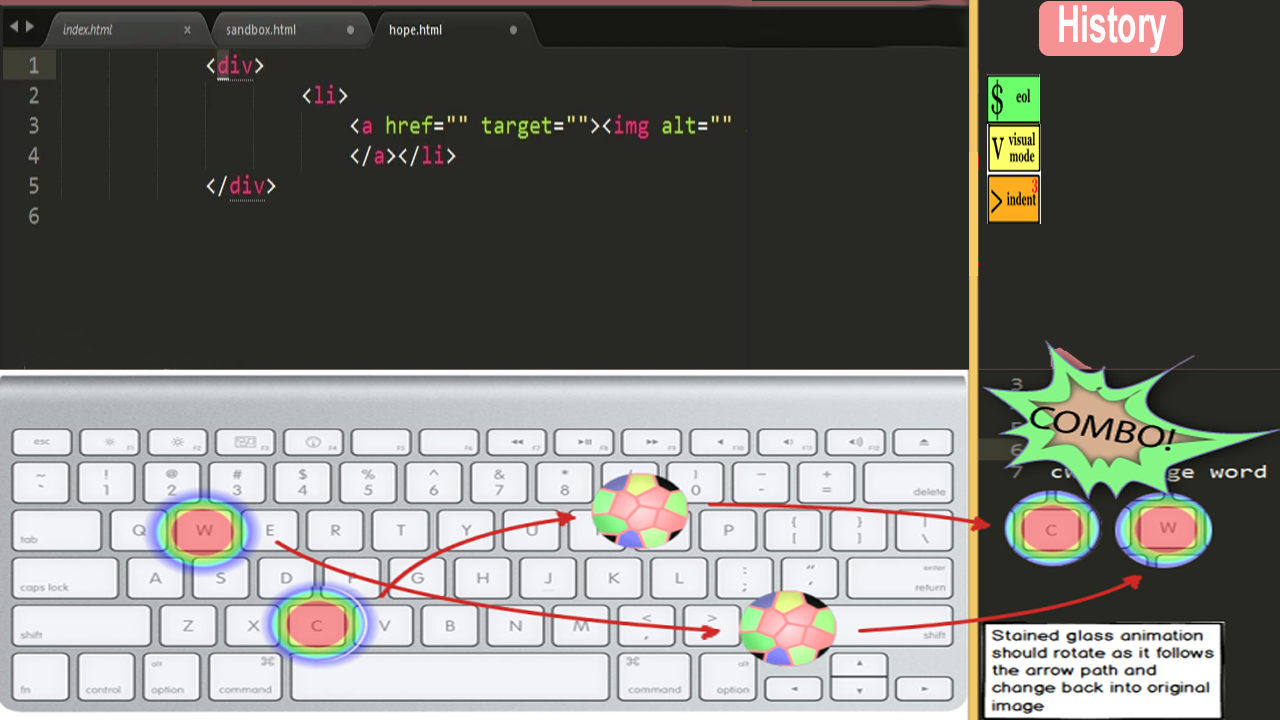 index.html × sandbox.html hope.html
History
1 <div>
2 <li>
3 <a href="" target=""><img alt=""
4 </a></li>
5 </div>
6
$ eol
V visual
mode
> indent 3
3
COMBO!
6
7 cw ge word
esc F1 F2 F3 F4 F5 F6 F7 F8 F9 F10 F11 F12
~ ! @ # $ % ^ & * ) _ +
` 1 2 3 4 5 6 7 8 0 - = delete
tab Q W E R T Y U P { [ } ] | \
caps lock A S D F G H J K L : ; " ' enter
return
shift Z X C V B N M < , > shift
fn control alt option ⌘ command ⌘ command alt option
C W
Stained glass animation
should rotate as it follows
the arrow path and
change back into original
image